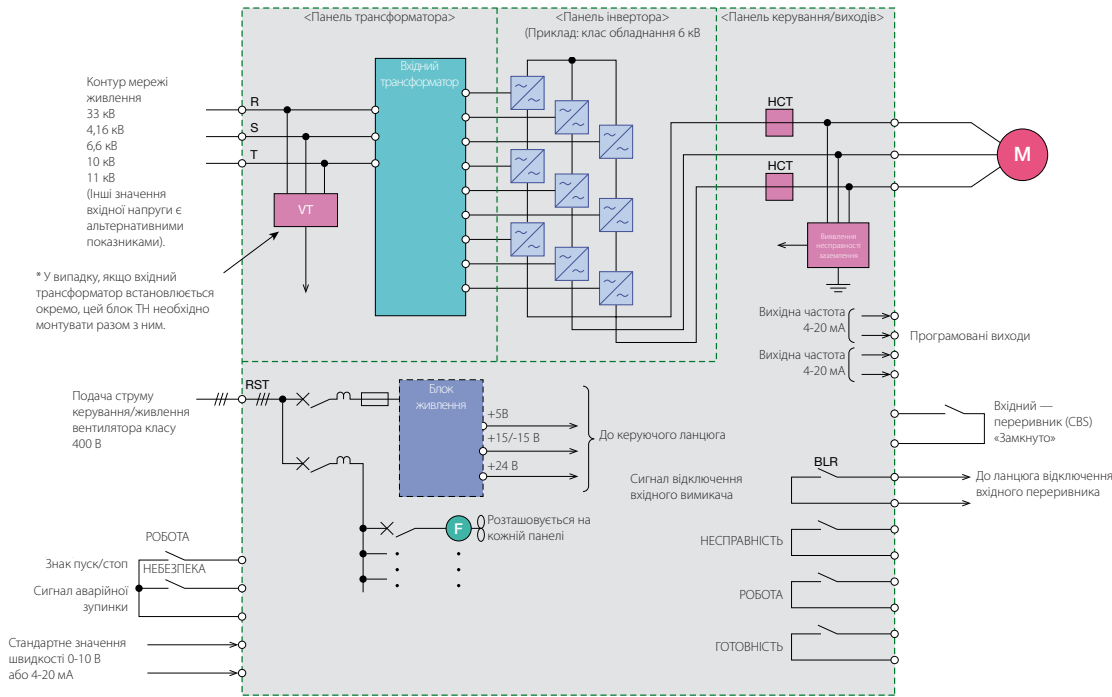 <Панель трансформатора>
<Панель інвертора>
(Приклад: клас обладнання 6 кВ
<Панель керування/виходів>
Контур мережі
живлення
33 кВ
4,16 кВ
6,6 кВ
10 кВ
11 кВ
(Інші значення
вхідної напруги є
альтернативними
показниками).
R
S
T
Вхідний
трансформатор
VT
* У випадку, якщо вхідний
трансформатор встановлюється
окремо, цей блок ТН необхідно
монтувати разом з ним.
HCT
HCT
M
Виявлення
несправності
заземлення
Вихідна частота
4-20 мА
Вихідна частота
4-20 мА
Програмовані виходи
Подача струму
керування/живлення
вентилятора класу
400 В
RST
Блок
живлення
+5В
+15/-15 В
+24 В
До керуючого ланцюга
Вхідний —
переривник (CBS)
«Замкнуто»
Сигнал відключення
вхідного вимикача
BLR
До ланцюга відключення
вхідного переривника
F
Розташовується на
кожній панелі
НЕСПРАВНІСТЬ
РОБОТА
ГОТОВНІСТЬ
РОБОТА
Знак пуск/стоп
НЕБЕЗПЕКА
Сигнал аварійної
зупинки
Стандартне значення
швидкості 0-10 В
або 4-20 мА